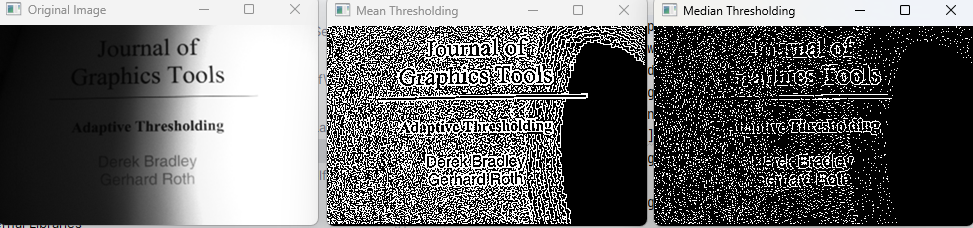 Original Image
Journal of
Graphics Tools
Adaptive Thresholding
Derek Bradley
Gerhard Roth
Mean Thresholding
Journal of
Graphics Tools
Adaptive Thresholding
Derek Bradley
Gerhard Roth
Median Thresholding
Journal of
Graphics Tools
Adaptive Thresholding
Derek Bradley
Gerhard Roth